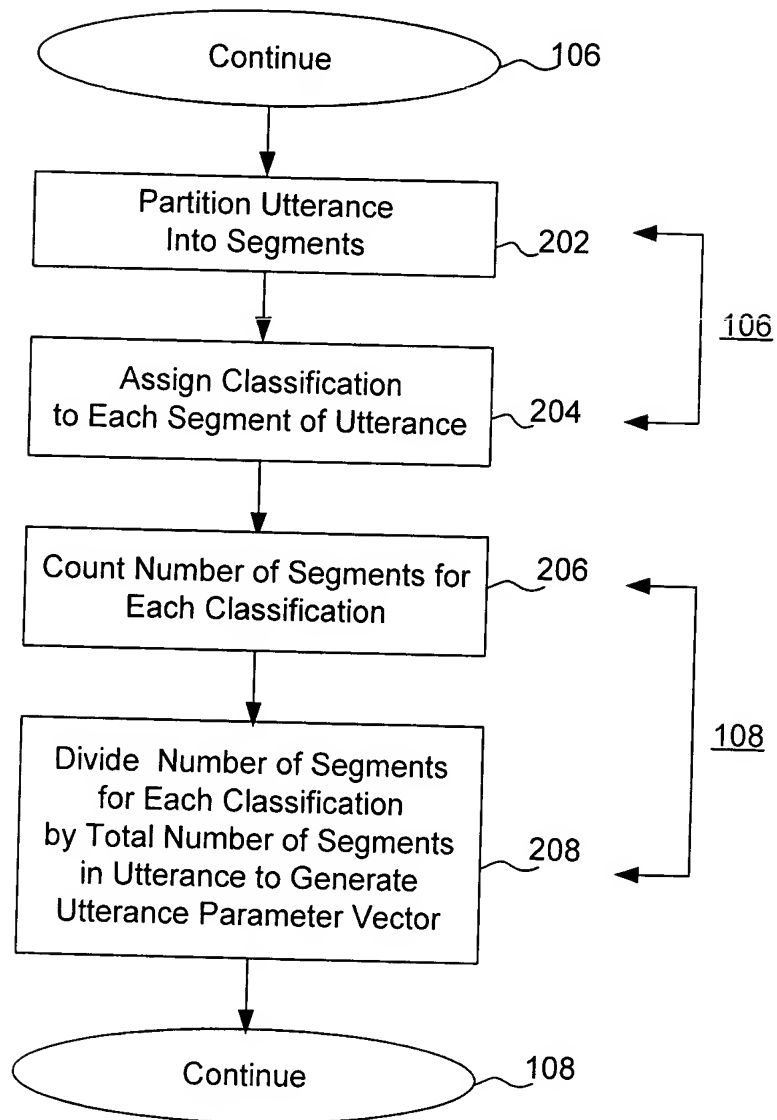 Continue
106
Partition Utterance
Into Segments
202
106
Assign Classification
to Each Segment of Utterance
204
Count Number of Segments for
Each Classification
206
108
Divide Number of Segments
for Each Classification
by Total Number of Segments
in Utterance to Generate
Utterance Parameter Vector
208
Continue
108